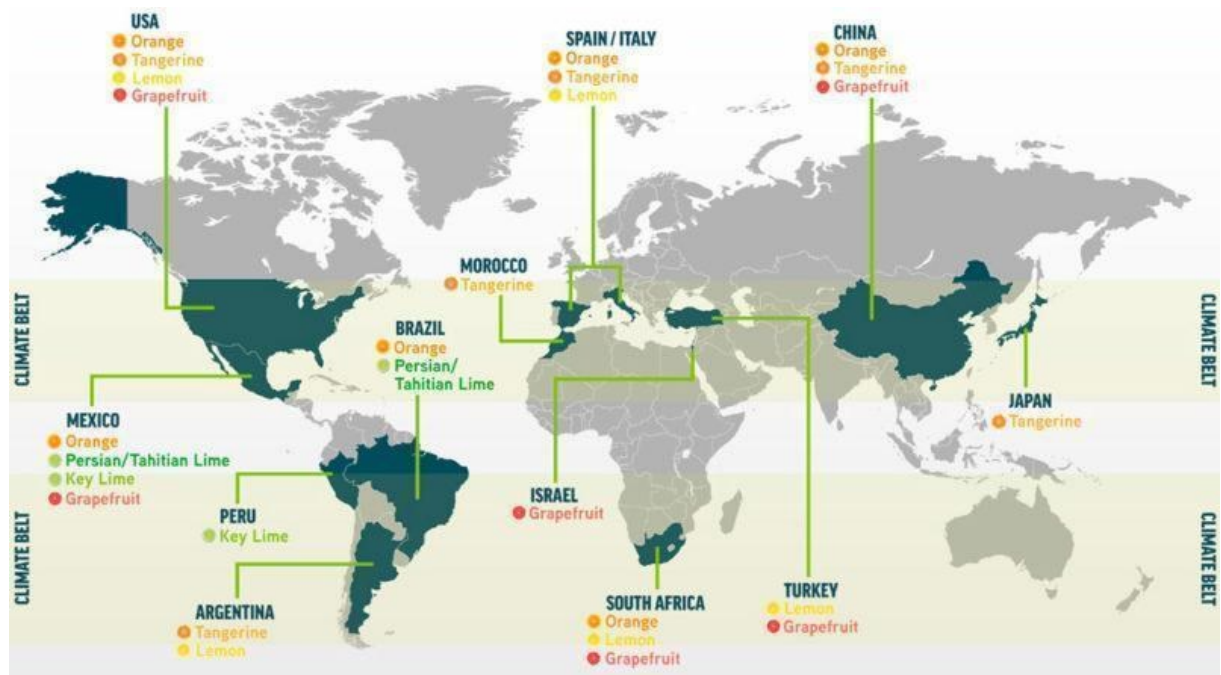 USA
Orange
Tangerine
Lemon
Grapefruit
SPAIN / ITALY
Orange
Tangerine
Lemon
CHINA
Orange
Tangerine
Grapefruit
MOROCCO
Tangerine
CLIMATE BELT
CLIMATE BELT
BRAZIL
Orange
Persian/
Tahitian Lime
MEXICO
Orange
Persian/Tahitian Lime
Key Lime
Grapefruit
JAPAN
Tangerine
PERU
Key Lime
ISRAEL
Grapefruit
CLIMATE BELT
CLIMATE BELT
ARGENTINA
Tangerine
Lemon
SOUTH AFRICA
Orange
Lemon
Grapefruit
TURKEY
Lemon
Grapefruit